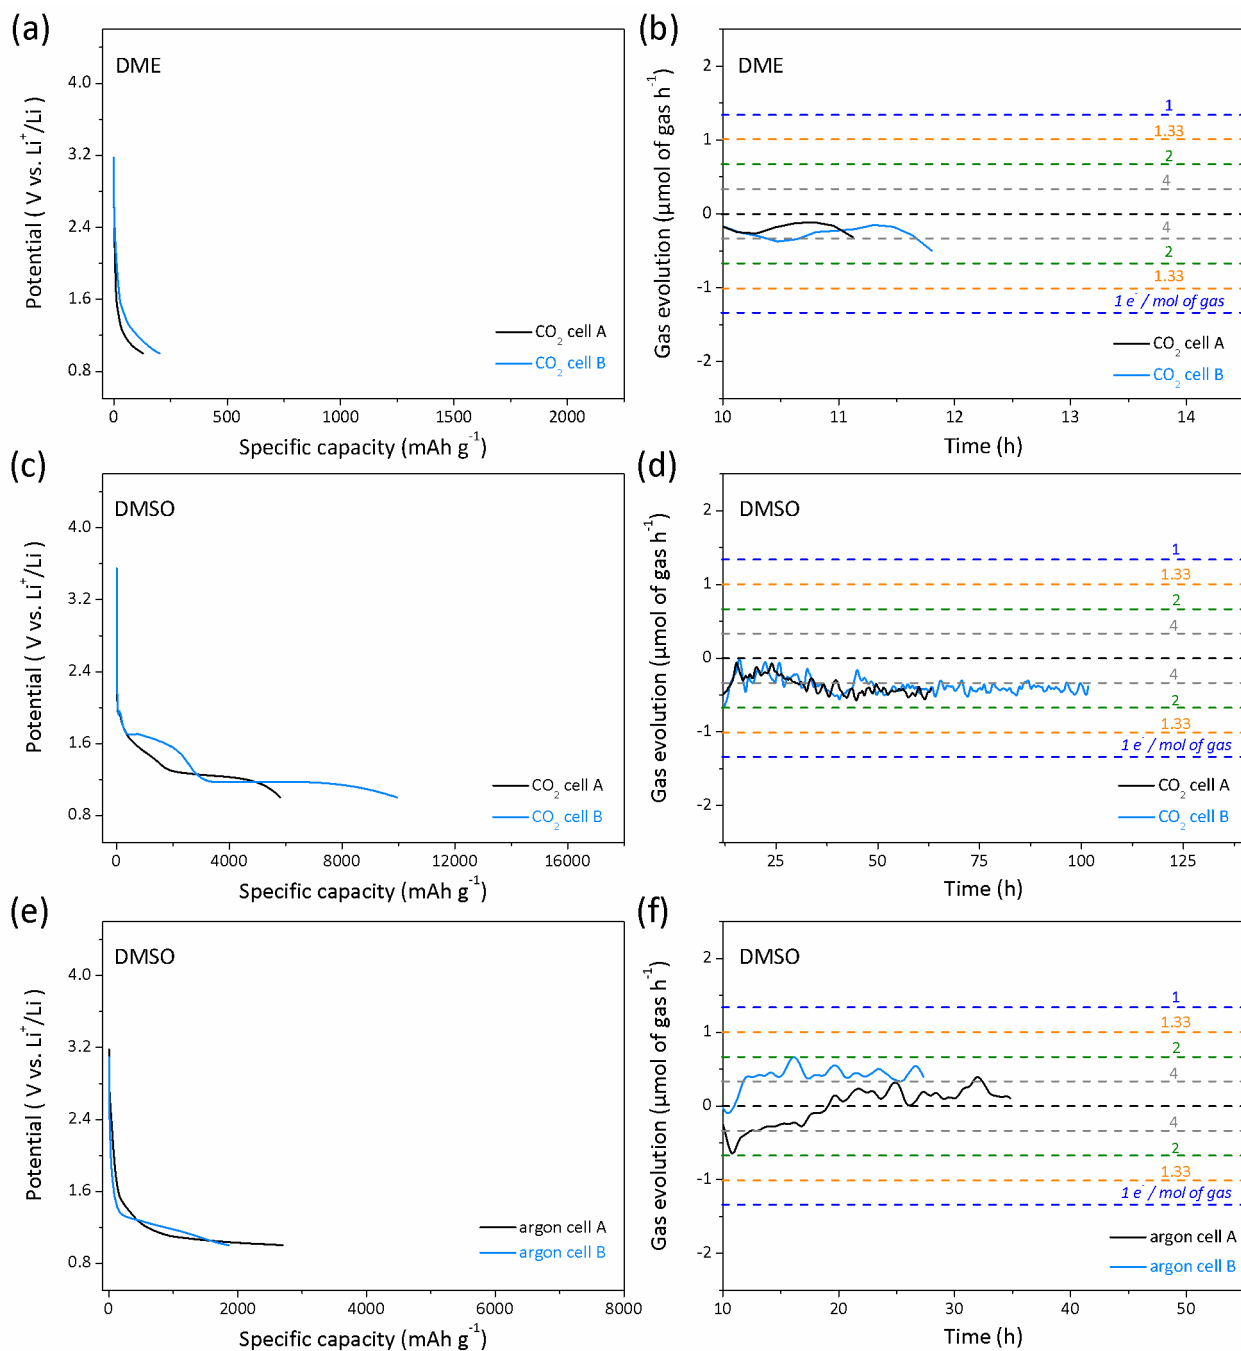 (a)
DME
4.0
3.2
2.4
1.6
0.8
Potential ( V vs. Li⁺/Li)
CO₂ cell A
CO₂ cell B
0 500 1000 1500 2000
Specific capacity (mAh g⁻¹)
(b)
DME
2
1
0
-1
-2
Gas evolution (µmol of gas h⁻¹)
1
1.33
2
4
4
2
1.33
1 e⁻/ mol of gas
CO₂ cell A
CO₂ cell B
10 11 12 13 14
Time (h)
(c)
DMSO
4.0
3.2
2.4
1.6
0.8
Potential ( V vs. Li⁺/Li)
CO₂ cell A
CO₂ cell B
0 4000 8000 12000 16000
Specific capacity (mAh g⁻¹)
(d)
DMSO
2
1
0
-1
-2
Gas evolution (µmol of gas h⁻¹)
1
1.33
2
4
4
2
1.33
1 e⁻/ mol of gas
CO₂ cell A
CO₂ cell B
25 50 75 100 125
Time (h)
(e)
DMSO
4.0
3.2
2.4
1.6
0.8
Potential ( V vs. Li⁺/Li)
argon cell A
argon cell B
0 2000 4000 6000 8000
Specific capacity (mAh g⁻¹)
(f)
DMSO
2
1
0
-1
-2
Gas evolution (µmol of gas h⁻¹)
1
1.33
2
4
4
2
1.33
1 e⁻/ mol of gas
argon cell A
argon cell B
10 20 30 40 50
Time (h)